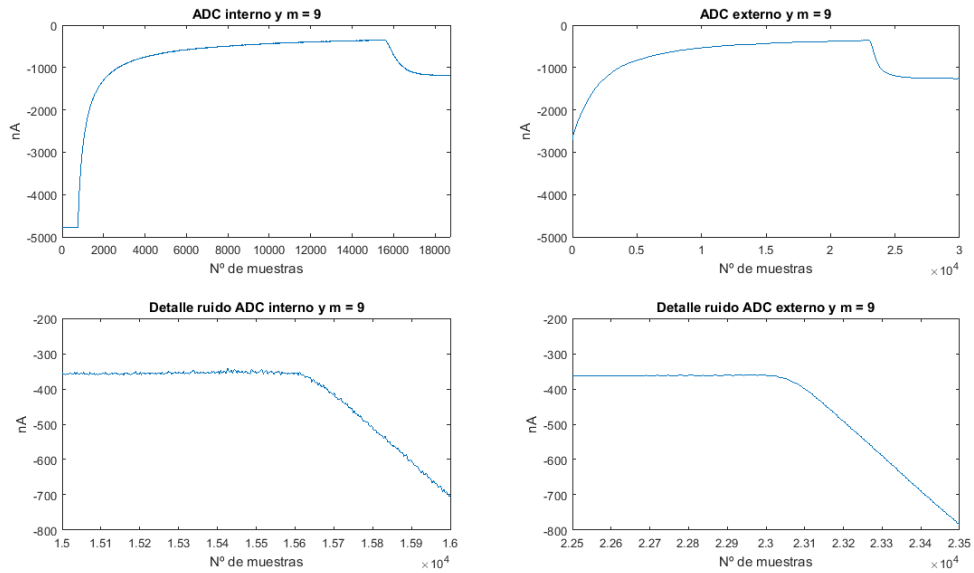 ADC interno y m = 9
0
-1000
-2000
-3000
-4000
-5000
nA
0 2000 4000 6000 8000 10000 12000 14000 16000 18000
Nº de muestras
ADC externo y m = 9
0
-1000
-2000
-3000
-4000
-5000
nA
0 0.5 1 1.5 2 2.5 3
Nº de muestras
×10^4
Detalle ruido ADC interno y m = 9
-200
-300
-400
-500
-600
-700
-800
nA
1.5 1.51 1.52 1.53 1.54 1.55 1.56 1.57 1.58 1.59 1.6
Nº de muestras
×10^4
Detalle ruido ADC externo y m = 9
-200
-300
-400
-500
-600
-700
-800
nA
2.25 2.26 2.27 2.28 2.29 2.3 2.31 2.32 2.33 2.34 2.35
Nº de muestras
×10^4